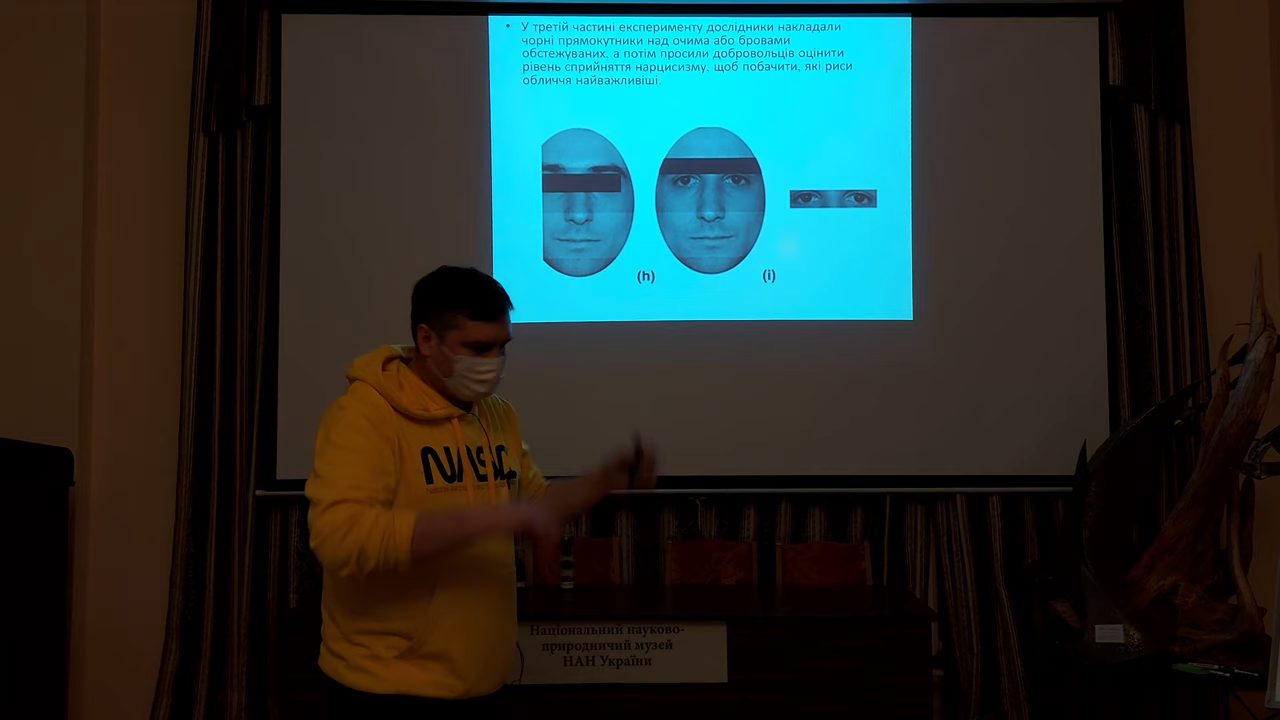 • У третій частині експерименту дослідники накладали
чорні прямокутники над очима або бровами
обстежуваних, а потім просили добровольців оцінити
рівень сприйняття нарцисизму, щоб побачити, які риси
обличчя найважливіші.
(h)
(i)
NASA
Національний науково-
природничий музей
НАН України